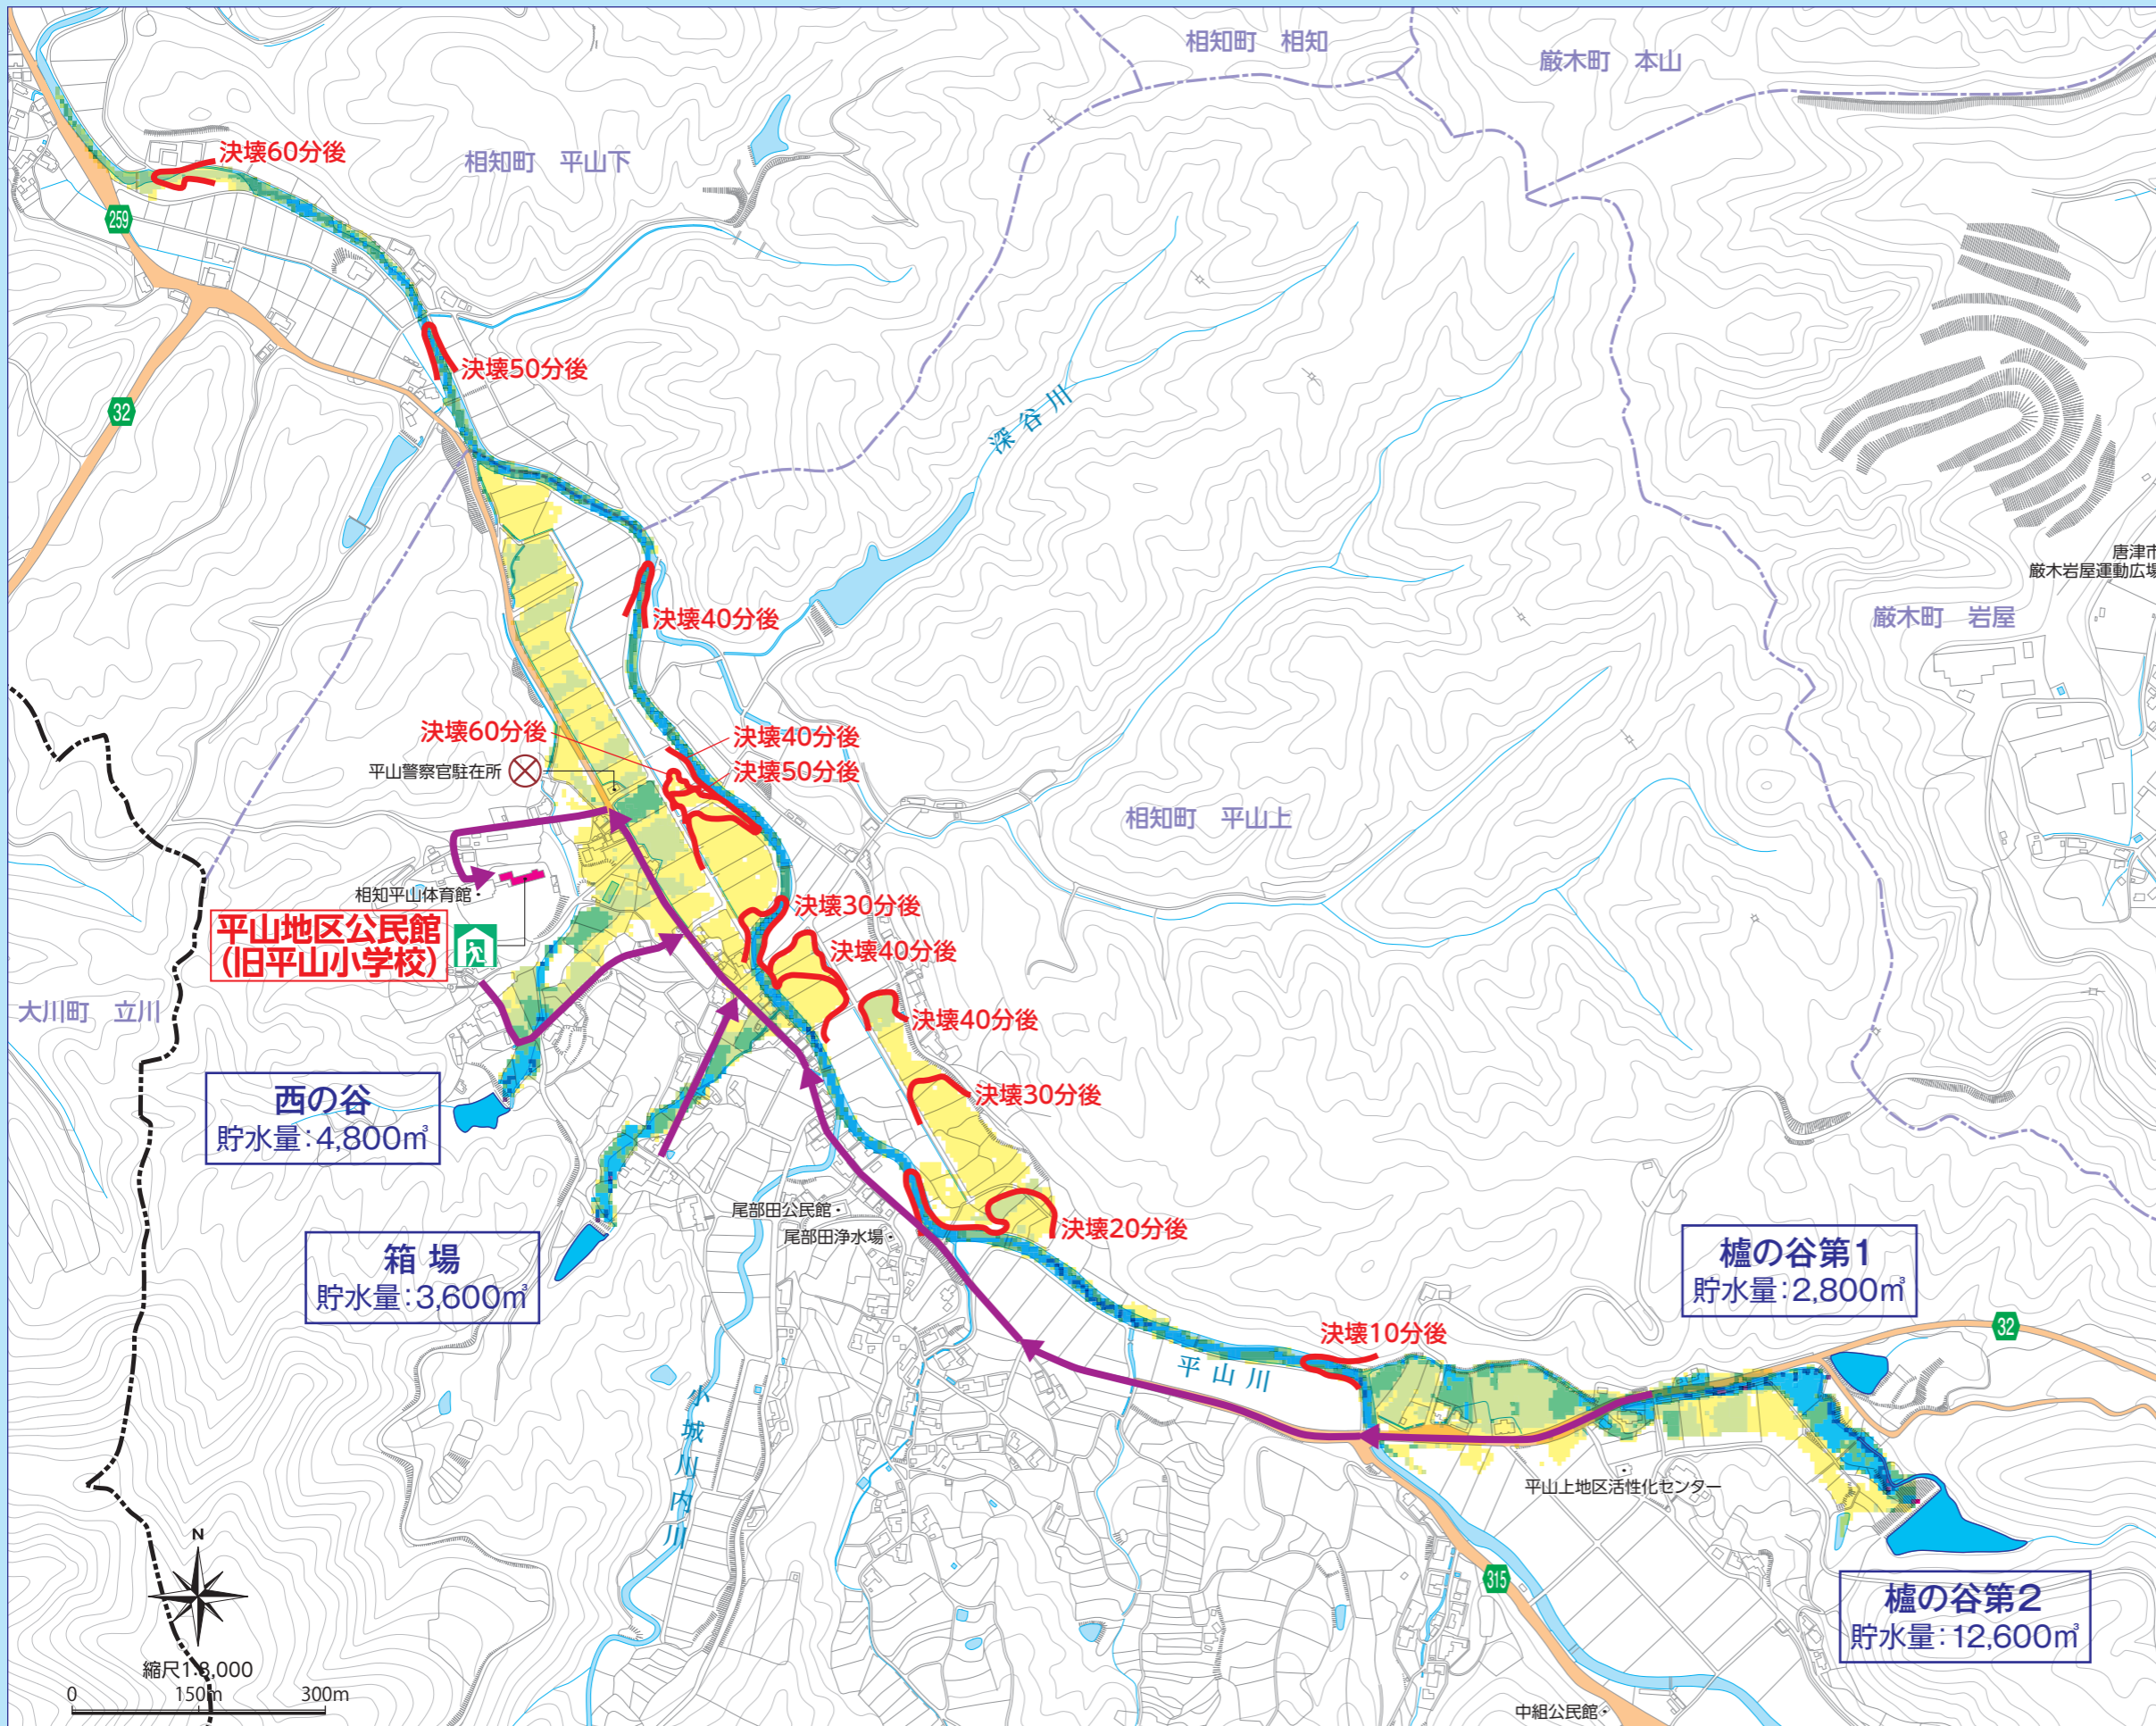 相知町　相知
厳木町　本山
決壊60分後
相知町　平山下
259
決壊50分後
32
深谷川
唐津市
厳木岩屋運動広場
決壊40分後
厳木町　岩屋
決壊60分後
決壊40分後
平山警察官駐在所
決壊50分後
相知町　平山上
相知平山体育館
決壊30分後
平山地区公民館
(旧平山小学校)
決壊40分後
大川町　立川
決壊40分後
西の谷
貯水量:4,800㎥
決壊30分後
尾部田公民館
尾部田浄水場
決壊20分後
箱場
貯水量:3,600㎥
櫨の谷第1
貯水量:2,800㎥
32
決壊10分後
平山川
小城川内川
平山上地区活性化センター
315
櫨の谷第2
貯水量:12,600㎥
N
縮尺1:8,000
0 150m 300m
中組公民館